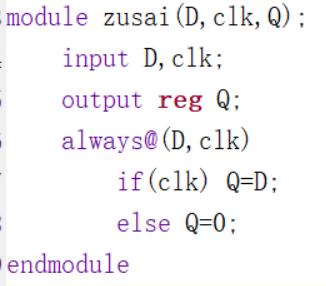 module zusai(D,clk,Q);
input D,clk;
output reg Q;
always@(D,clk)
if(clk) Q=D;
else Q=0;
endmodule